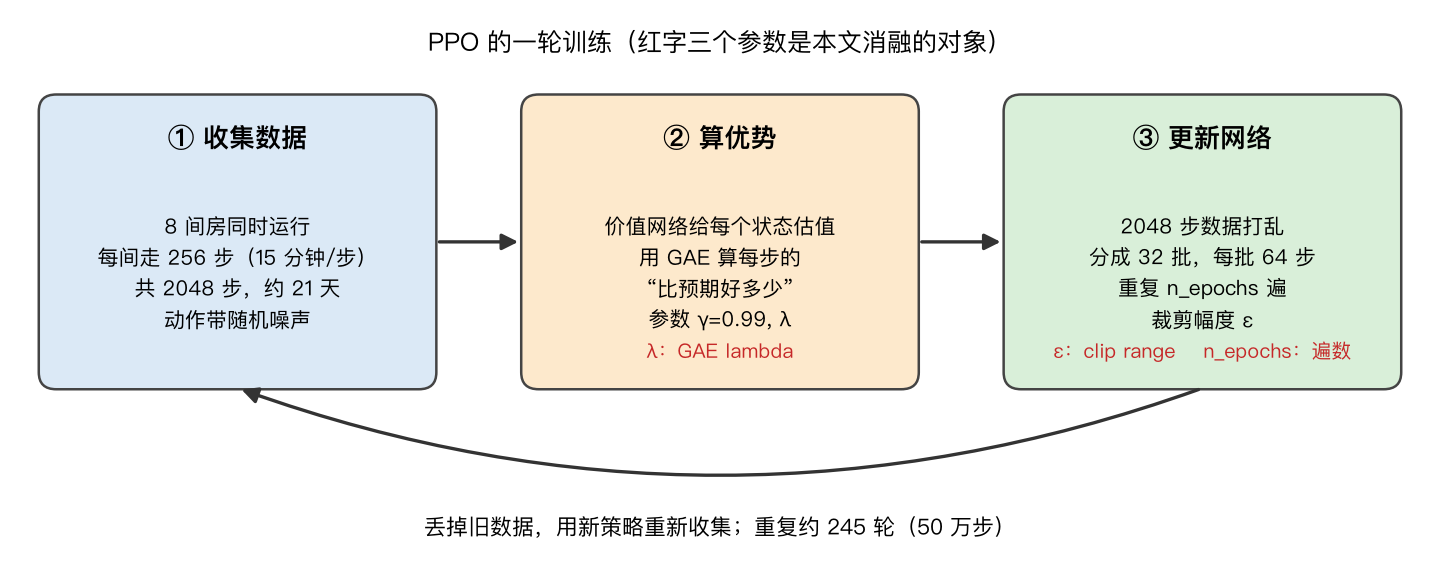 PPO 的一轮训练（红字三个参数是本文消融的对象）
① 收集数据
8 间房同时运行
每间走 256 步（15 分钟/步）
共 2048 步，约 21 天
动作带随机噪声
② 算优势
价值网络给每个状态估值
用 GAE 算每步的
“比预期好多少”
参数 γ=0.99, λ
λ：GAE lambda
③ 更新网络
2048 步数据打乱
分成 32 批，每批 64 步
重复 n_epochs 遍
裁剪幅度 ε
ε：clip range n_epochs：遍数
丢掉旧数据，用新策略重新收集；重复约 245 轮（50 万步）